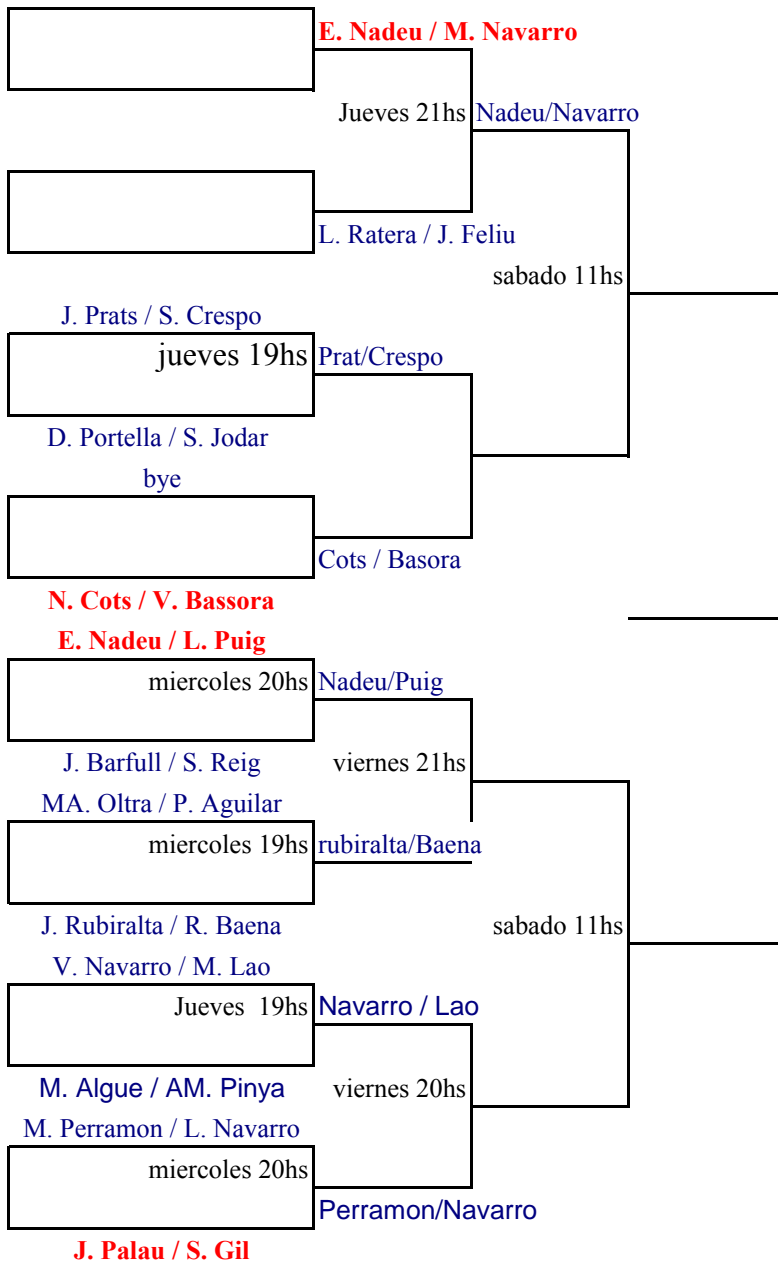 E. Nadeu / M. Navarro
Jueves 21hs Nadeu/Navarro
L. Ratera / J. Feliu
sabado 11hs
J. Prats / S. Crespo
jueves 19hs Prat/Crespo
D. Portella / S. Jodar
bye
Cots / Basora
N. Cots / V. Bassora
E. Nadeu / L. Puig
miercoles 20hs Nadeu/Puig
J. Barfull / S. Reig viernes 21hs
MA. Oltra / P. Aguilar
miercoles 19hs rubiralta/Baena
J. Rubiralta / R. Baena sabado 11hs
V. Navarro / M. Lao
Jueves 19hs Navarro / Lao
M. Algue / AM. Pinya viernes 20hs
M. Perramon / L. Navarro
miercoles 20hs
Perramon/Navarro
J. Palau / S. Gil